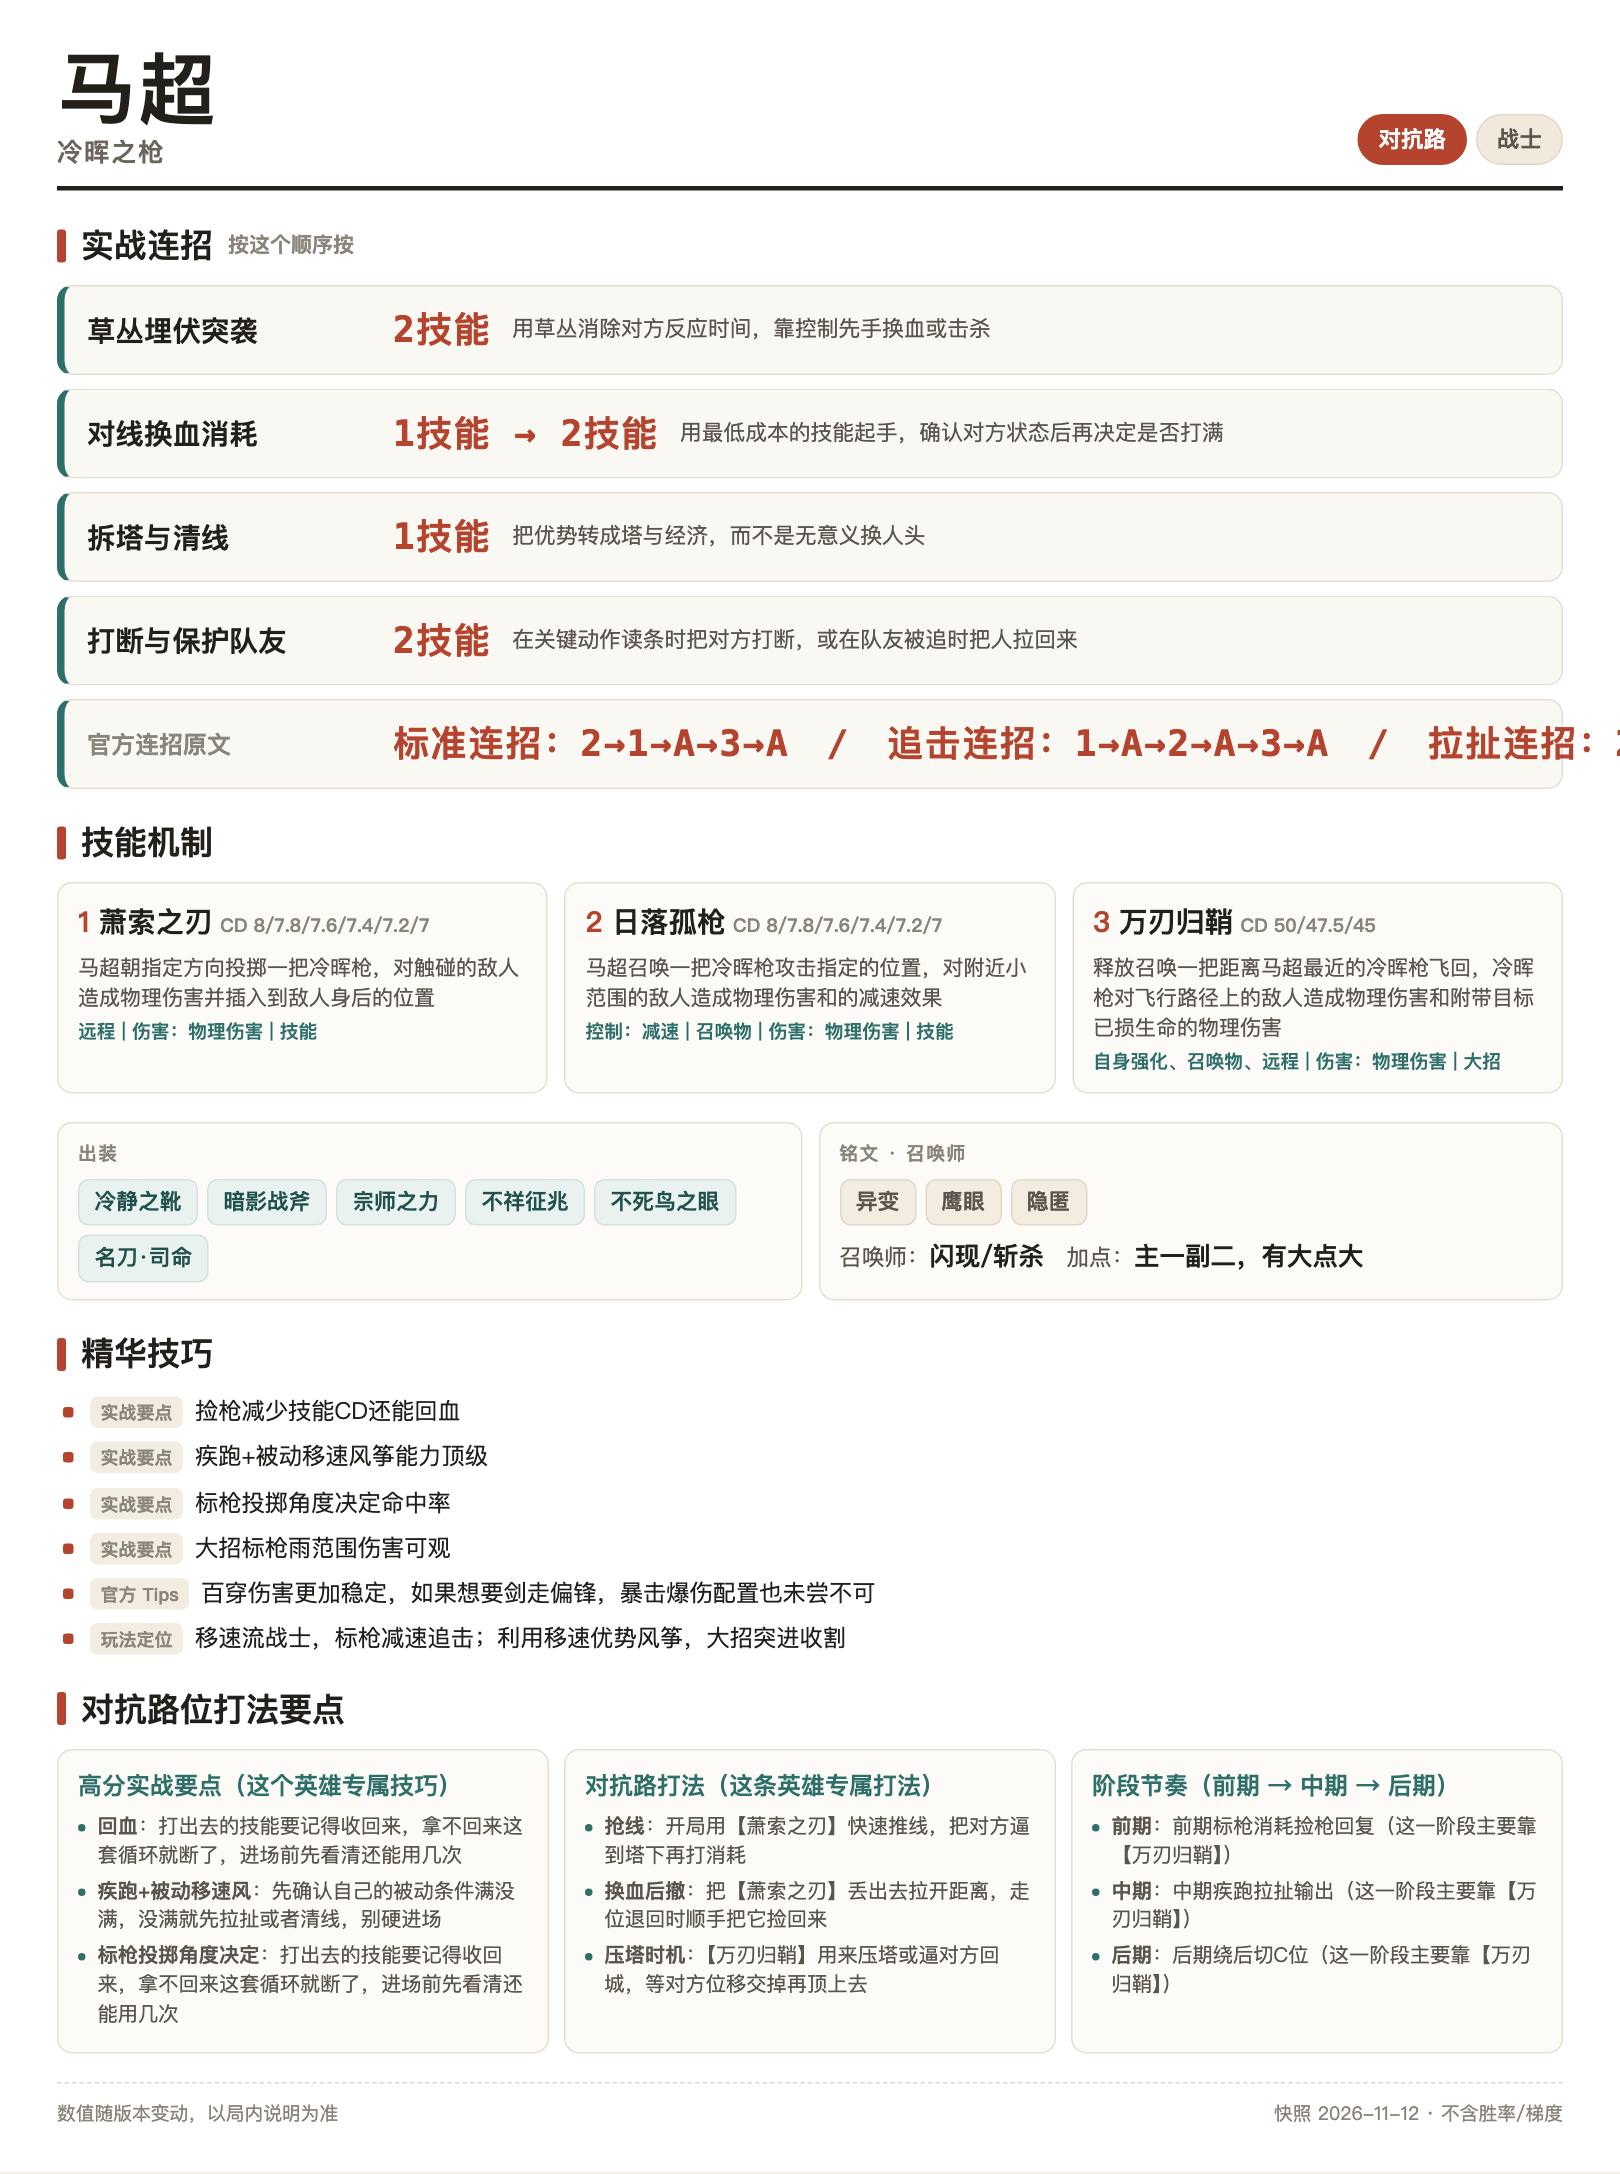 马超
冷晖之枪
对抗路 战士
实战连招 按这个顺序按
草丛埋伏突袭 2技能 用草丛消除对方反应时间，靠控制先手换血或击杀
对线换血消耗 1技能 → 2技能 用最低成本的技能起手，确认对方状态后再决定是否打满
拆塔与清线 1技能 把优势转成塔与经济，而不是无意义换人头
打断与保护队友 2技能 在关键动作读条时把对方打断，或在队友被追时把人拉回来
官方连招原文 标准连招：2→1→A→3→A / 追击连招：1→A→2→A→3→A / 拉扯连招：
技能机制
1 萧索之刃 CD 8/7.8/7.6/7.4/7.2/7
马超朝指定方向投掷一把冷晖枪，对触碰的敌人
造成物理伤害并插入到敌人身后的位置
远程 | 伤害：物理伤害 | 技能
2 日落孤枪 CD 8/7.8/7.6/7.4/7.2/7
马超召唤一把冷晖枪攻击指定的位置，对附近小
范围的敌人造成物理伤害和的减速效果
控制：减速 | 召唤物 | 伤害：物理伤害 | 技能
3 万刃归鞘 CD 50/47.5/45
释放召唤一把距离马超最近的冷晖枪飞回，冷晖
枪对飞行路径上的敌人造成物理伤害和附带目标
已损生命的物理伤害
自身强化、召唤物、远程 | 伤害：物理伤害 | 大招
出装
冷静之靴 暗影战斧 宗师之力 不祥征兆 不死鸟之眼
名刀·司命
铭文 · 召唤师
异变 鹰眼 隐匿
召唤师：闪现/斩杀 加点：主一副二，有大点大
精华技巧
实战要点 捡枪减少技能CD还能回血
实战要点 疾跑+被动移速风筝能力顶级
实战要点 标枪投掷角度决定命中率
实战要点 大招标枪雨范围伤害可观
官方 Tips 百穿伤害更加稳定，如果想要剑走偏锋，暴击爆伤配置也未尝不可
玩法定位 移速流战士，标枪减速追击；利用移速优势风筝，大招突进收割
对抗路位打法要点
高分实战要点（这个英雄专属技巧）
回血：打出去的技能要记得收回来，拿不回来这
套循环就断了，进场前先看清还能用几次
疾跑+被动移速风：先确认自己的被动条件满没
满，没满就先拉扯或者清线，别硬进场
标枪投掷角度决定：打出去的技能要记得收回
来，拿不回来这套循环就断了，进场前先看清还
能用几次
对抗路打法（这条英雄专属打法）
抢线：开局用【萧索之刃】快速推线，把对方逼
到塔下再打消耗
换血后撤：把【萧索之刃】丢出去拉开距离，走
位退回时顺手把它捡回来
压塔时机：【万刃归鞘】用来压塔或逼对方回
城，等对方位移交掉再顶上去
阶段节奏（前期 → 中期 → 后期）
前期：前期标枪消耗捡枪回复（这一阶段主要靠
【万刃归鞘】）
中期：中期疾跑拉扯输出（这一阶段主要靠【万
刃归鞘】）
后期：后期绕后切C位（这一阶段主要靠【万刃
归鞘】）
数值随版本变动，以局内说明为准
快照 2026-11-12 · 不含胜率/梯度